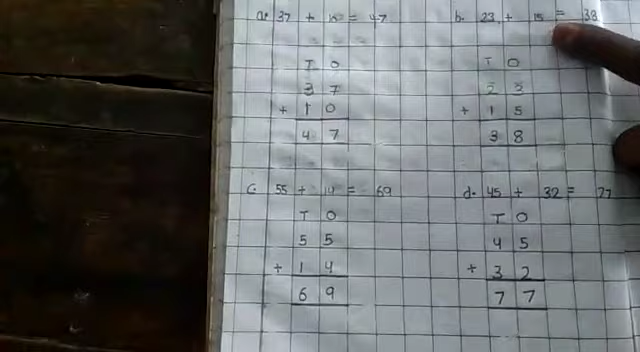 a. 37 + 10 = 47
T O
3 7
+ 1 0
4 7
b. 23 + 15 = 38
T O
2 3
+ 1 5
3 8
c. 55 + 14 = 69
T O
5 5
+ 1 4
6 9
d. 45 + 32 = 77
T O
4 5
+ 3 2
7 7